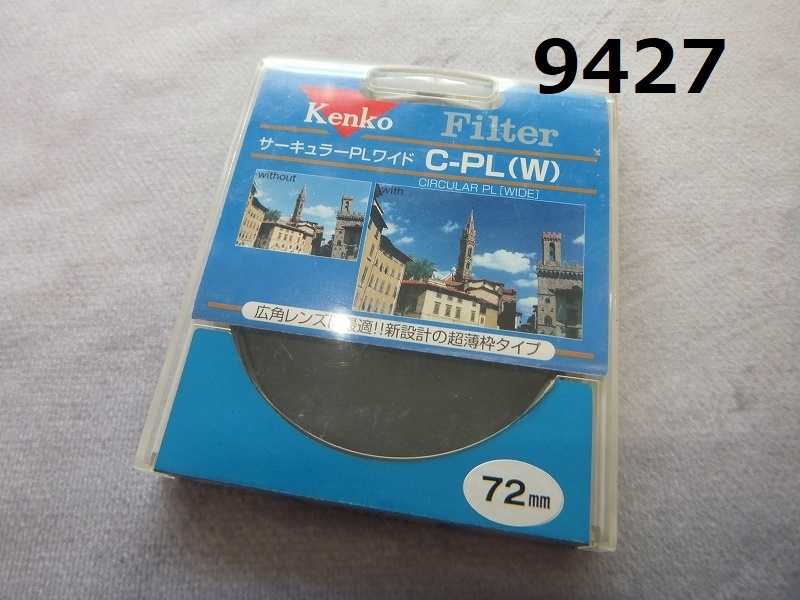 9427
Kenko
Filter
サーキュラーPLワイド C-PL(W)
CIRCULAR PL[WIDE]
without
with
広角レンズに最適!!新設計の超薄枠タイプ
72mm